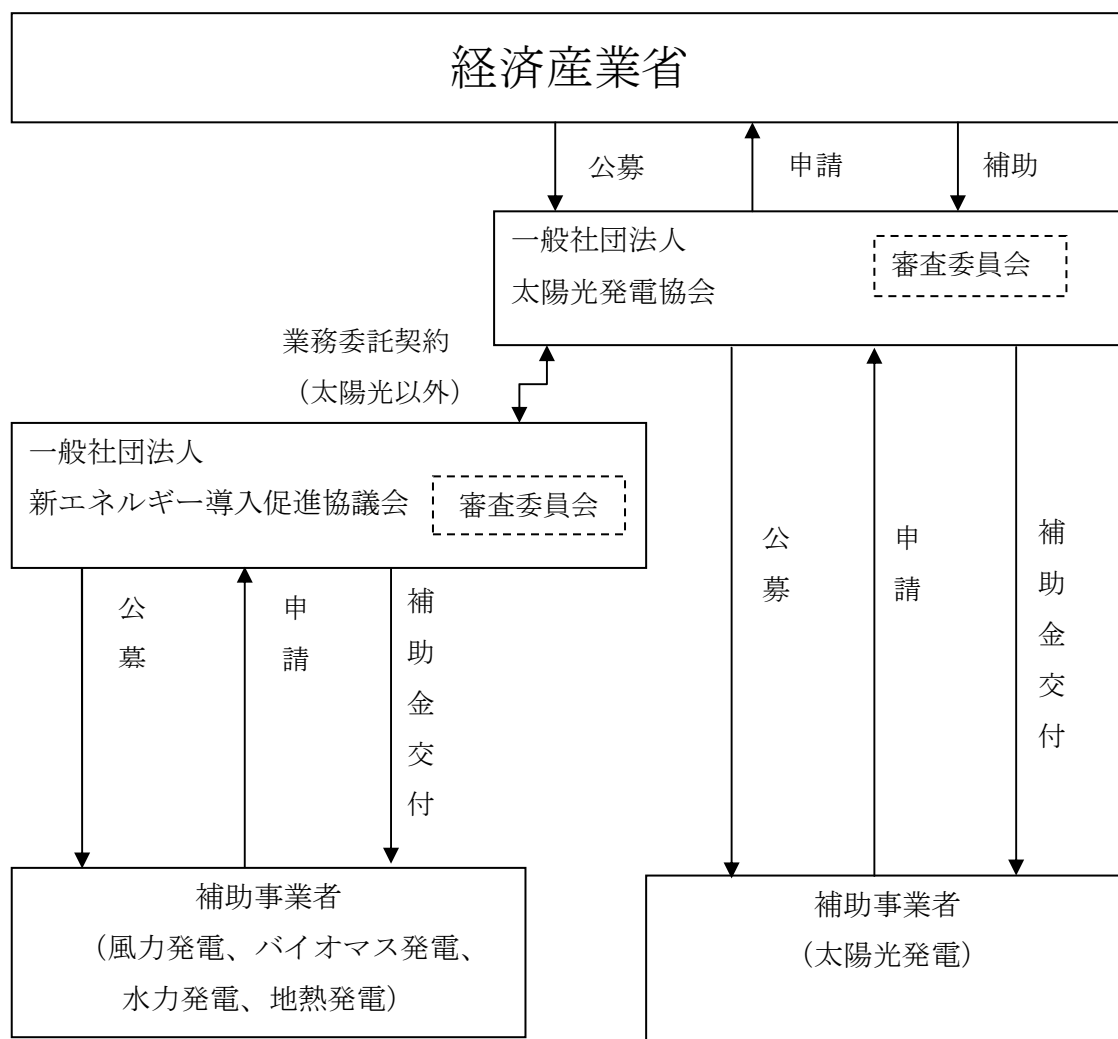 経済産業省
公募
申請
補助
一般社団法人
太陽光発電協会
審査委員会
業務委託契約
（太陽光以外）
一般社団法人
新エネルギー導入促進協議会
審査委員会
公募
申請
補助金交付
公募
申請
補助金交付
補助事業者
（風力発電、バイオマス発電、
水力発電、地熱発電）
補助事業者
（太陽光発電）